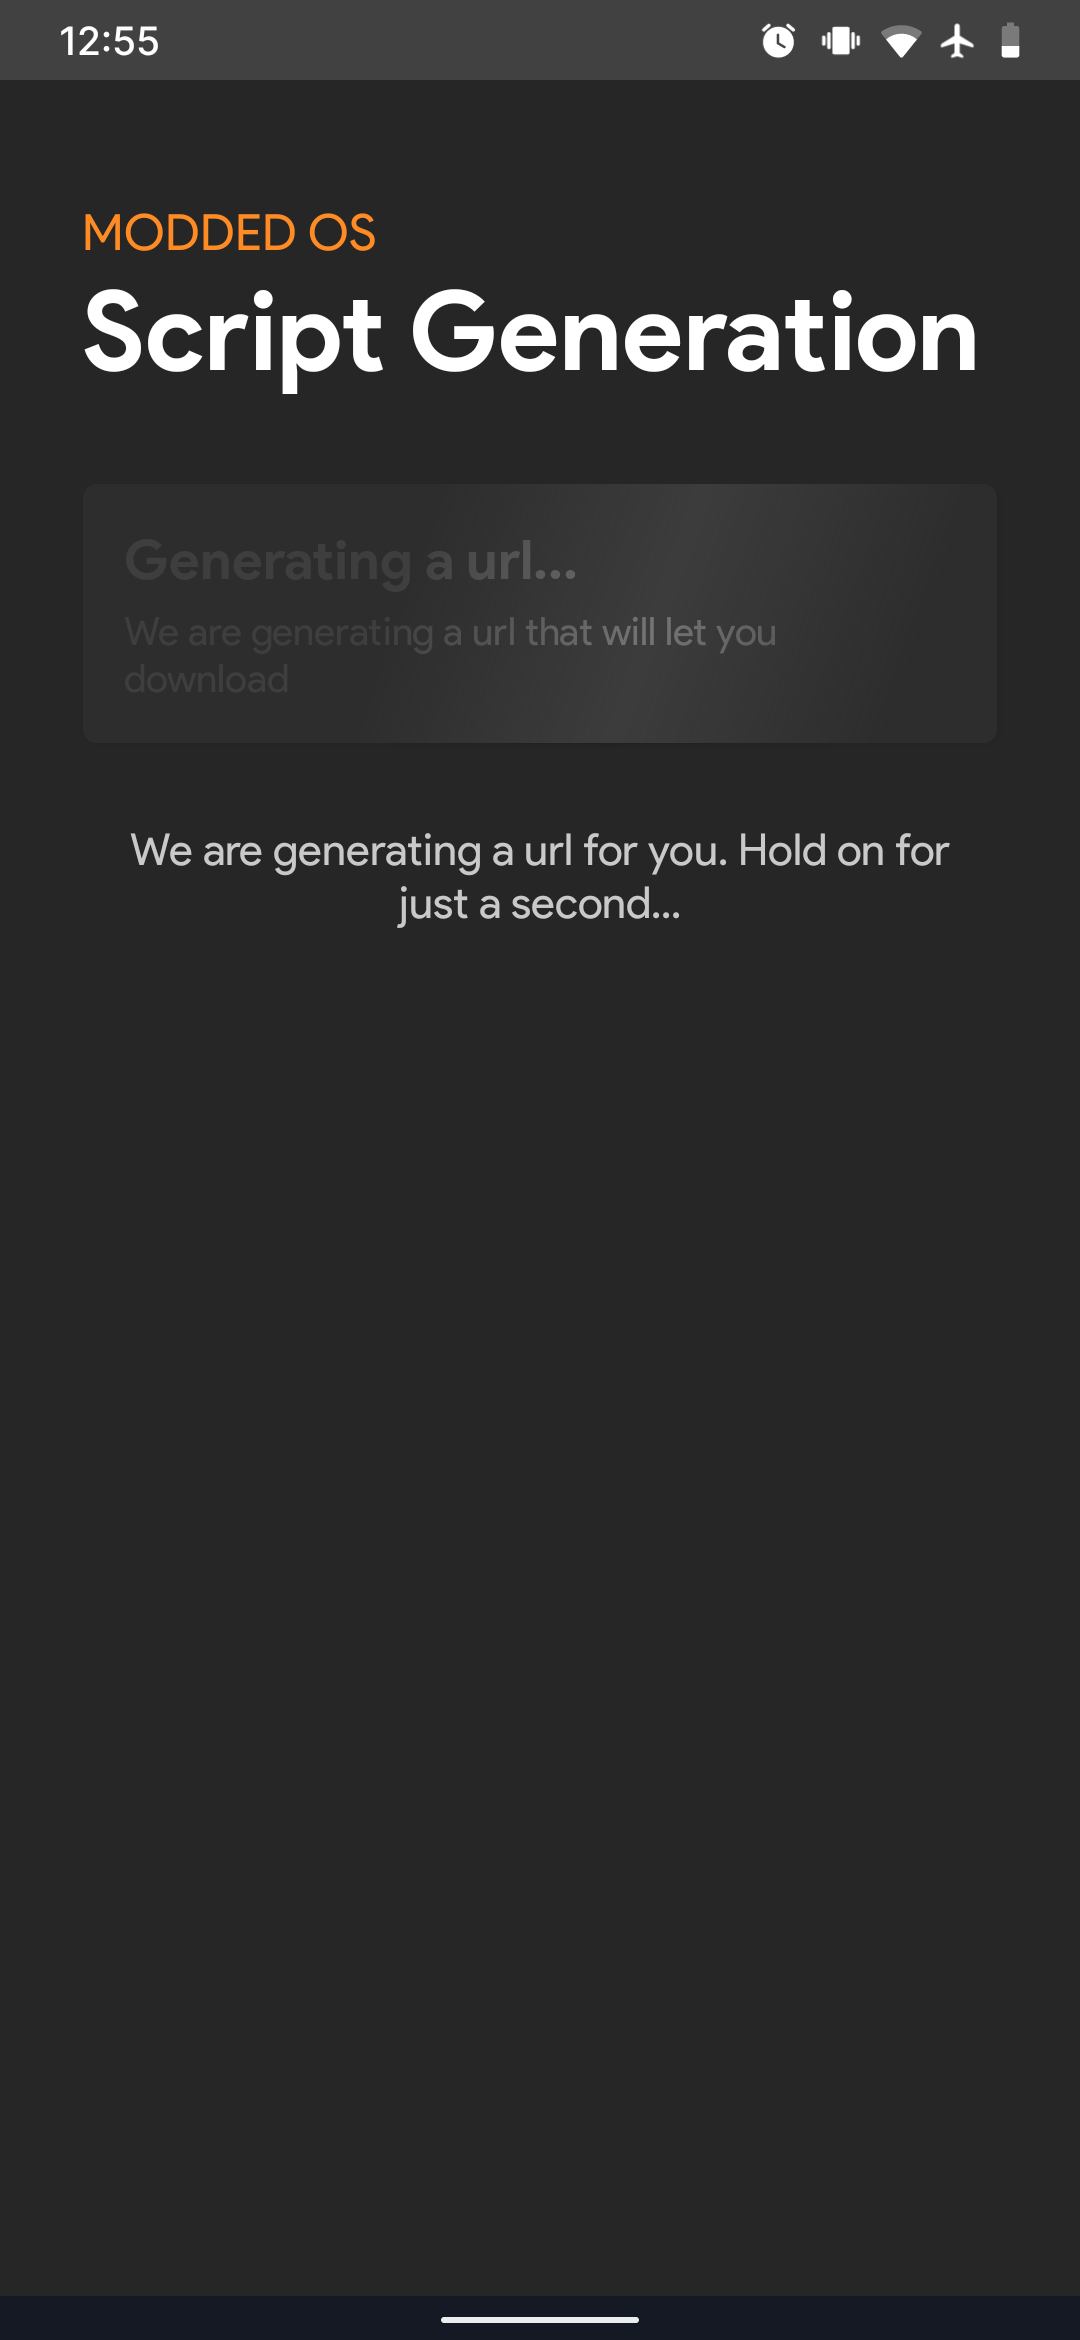 12:55
MODDED OS
Script Generation
Generating a url...
We are generating a url that will let you
download
We are generating a url for you. Hold on for
just a second...